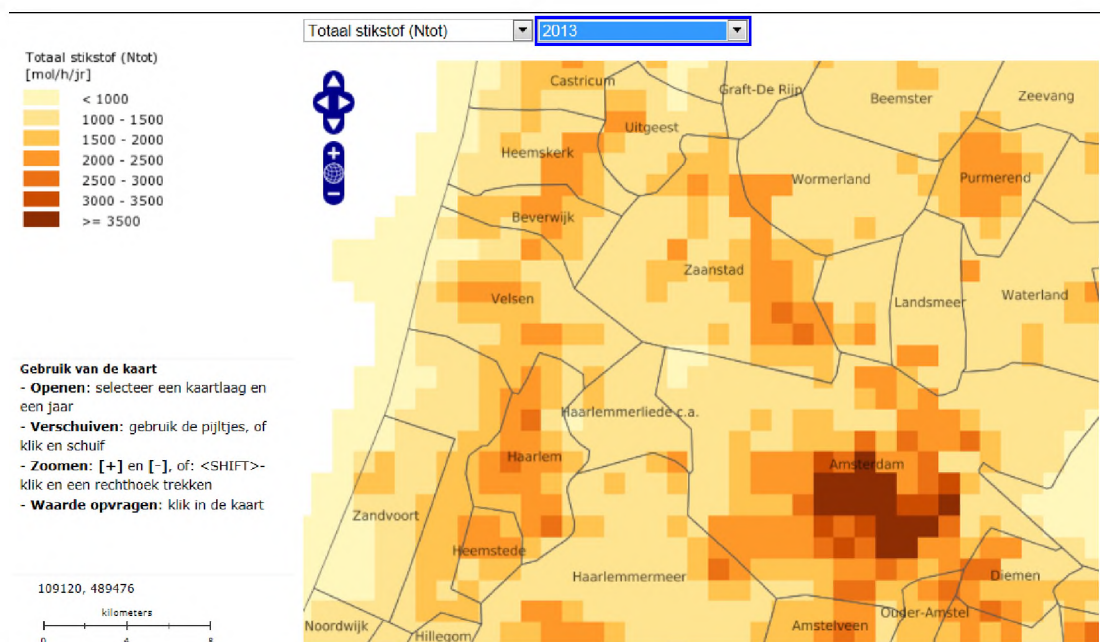 Totaal stikstof (Ntot)
2013
Totaal stikstof (Ntot)
[mol/h/jr]
< 1000
1000 - 1500
1500 - 2000
2000 - 2500
2500 - 3000
3000 - 3500
>= 3500
Gebruik van de kaart
- Openen: selecteer een kaartlaag en
een jaar
- Verschuiven: gebruik de pijltjes, of
klik en schuif
- Zoomen: [+] en [-], of: <SHIFT>-
klik en een rechthoek trekken
- Waarde opvragen: klik in de kaart
109120, 489476
kilometers
0 4 8
Castricum
Graft-De Rijp
Beemster
Zeevang
Uitgeest
Heemskerk
Wormerland
Purmerend
Beverwijk
Zaanstad
Velsen
Landsmeer
Waterland
Haarlemmerliede c.a.
Haarlem
Amsterdam
Zandvoort
Heemstede
Haarlemmermeer
Diemen
Noordwijk
Hillegom
Amstelveen
Ouder-Amstel